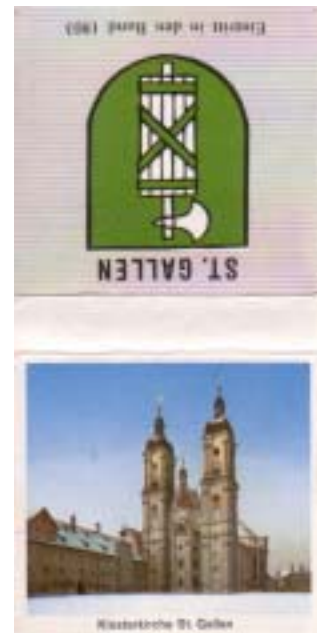 ST. GALLEN
Eintritt in den Bund 1803
Klosterkirche St. Gallen